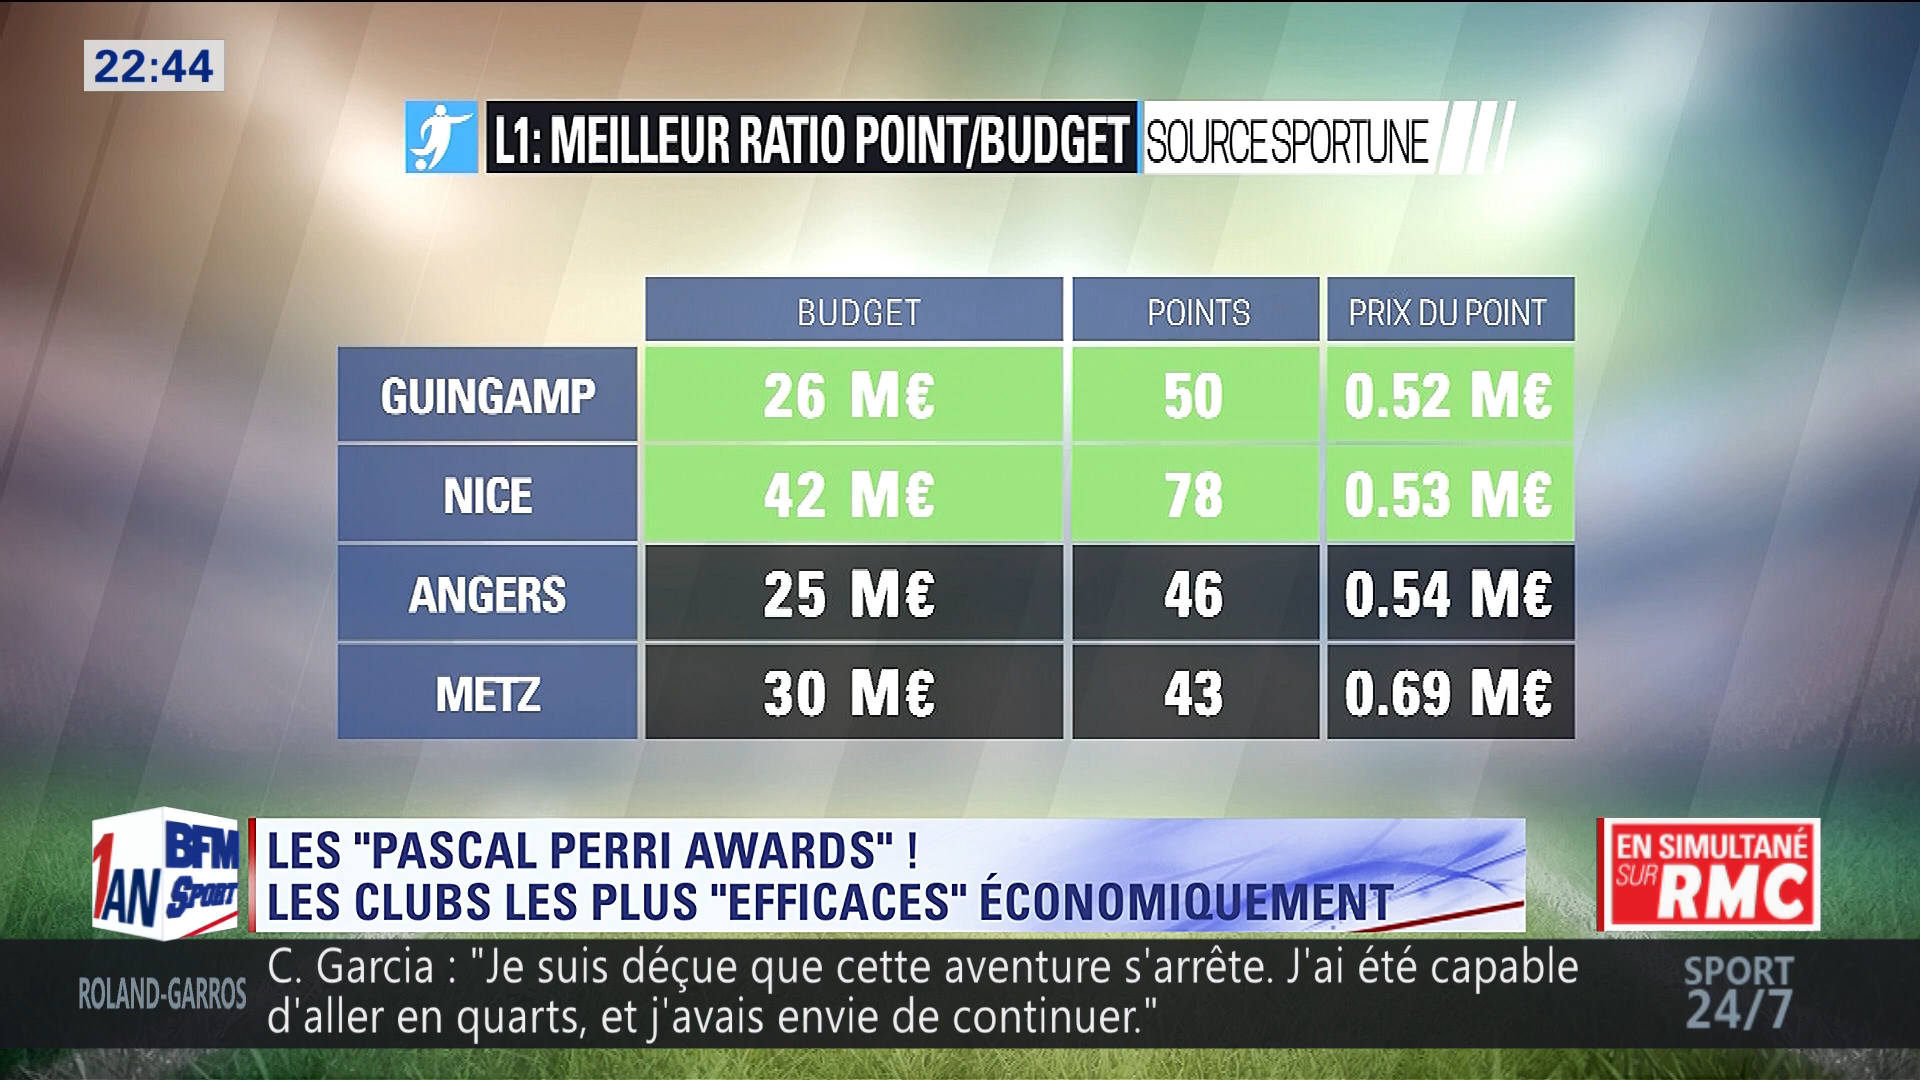 22:44
L1: MEILLEUR RATIO POINT/BUDGET SOURCE SPORTUNE
BUDGET POINTS PRIX DU POINT
GUINGAMP 26 M€ 50 0.52 M€
NICE 42 M€ 78 0.53 M€
ANGERS 25 M€ 46 0.54 M€
METZ 30 M€ 43 0.69 M€
1 AN BFM SPORT
LES "PASCAL PERRI AWARDS" !
LES CLUBS LES PLUS "EFFICACES" ÉCONOMIQUEMENT
EN SIMULTANÉ
SUR RMC
ROLAND-GARROS
C. Garcia : "Je suis déçue que cette aventure s'arrête. J'ai été capable
d'aller en quarts, et j'avais envie de continuer."
SPORT
24/7